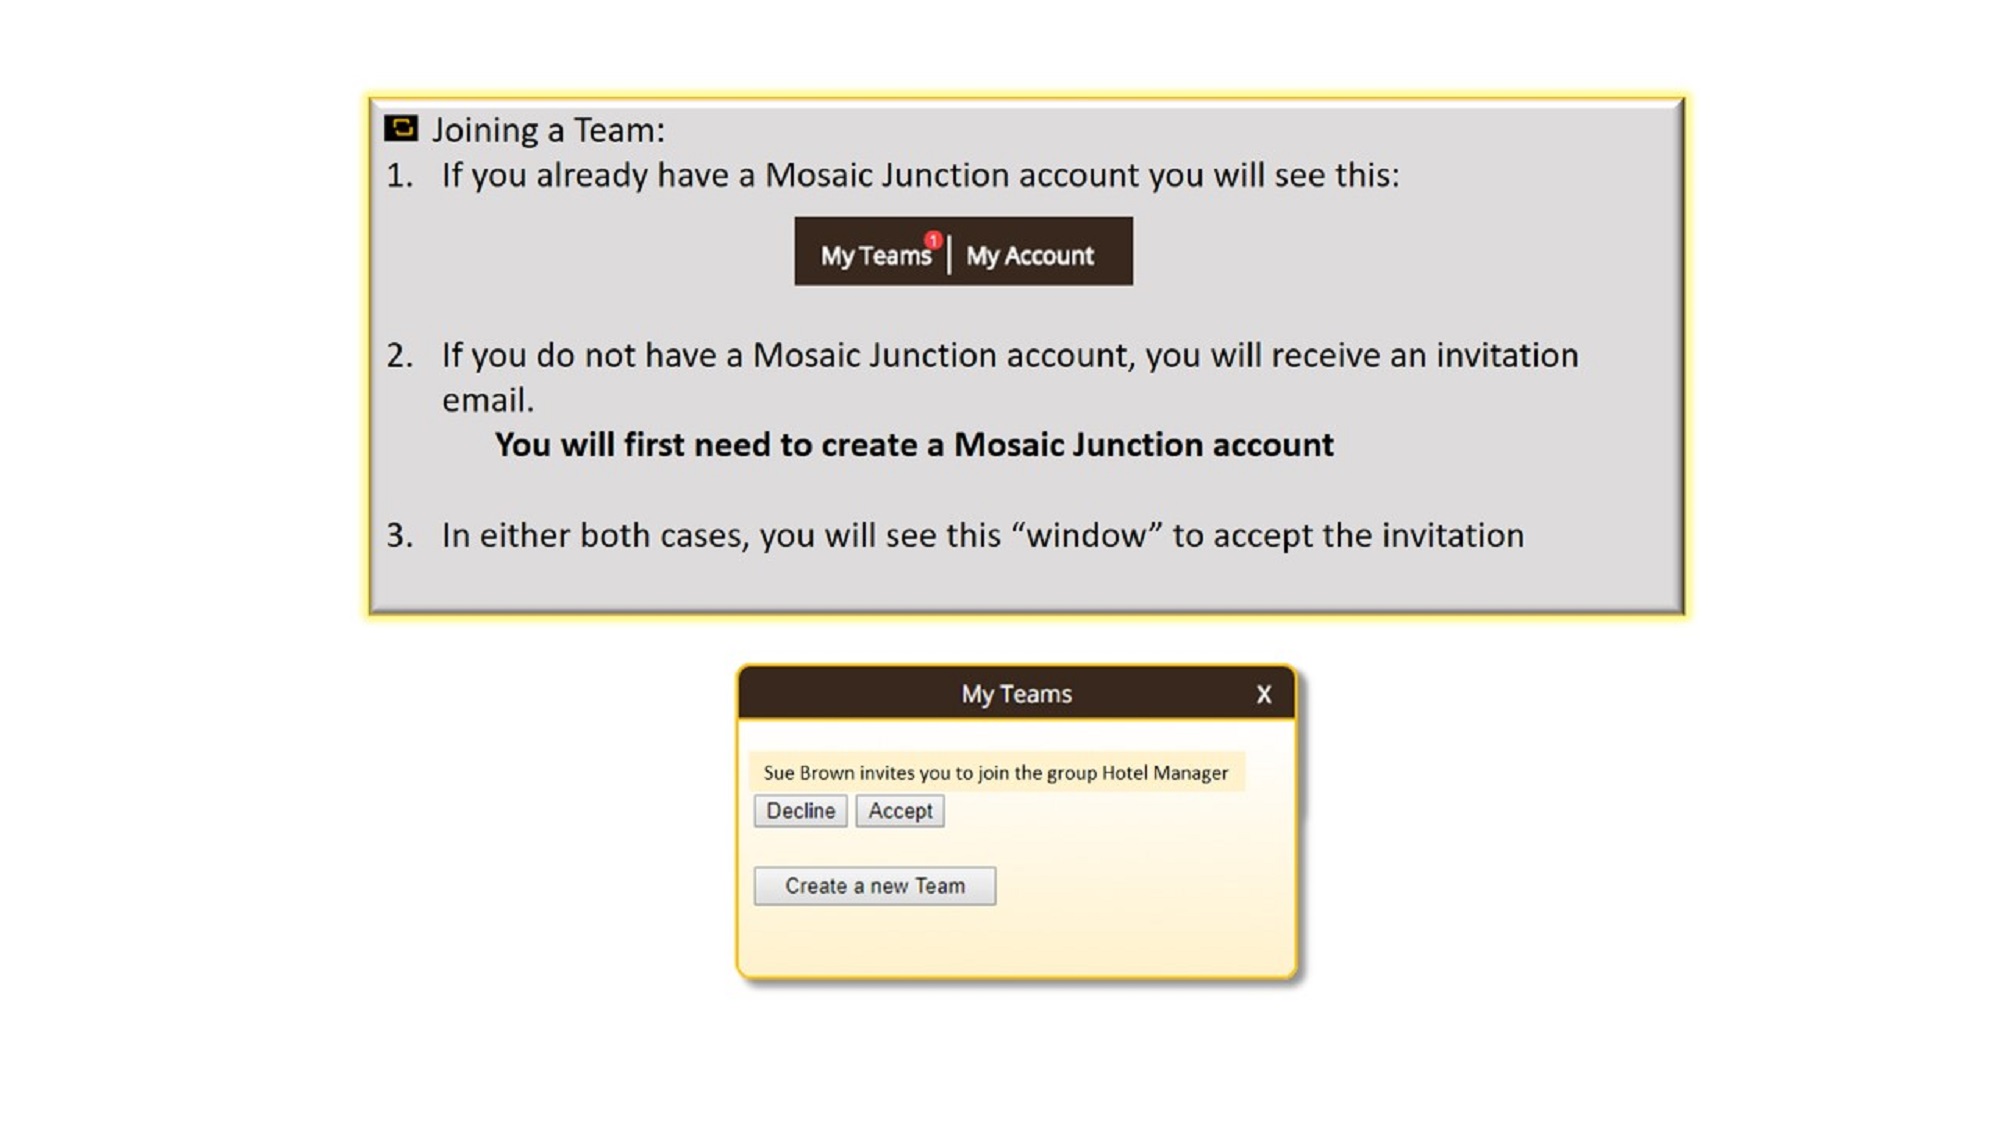 Joining a Team:
1. If you already have a Mosaic Junction account you will see this:
My Teams 1 | My Account
2. If you do not have a Mosaic Junction account, you will receive an invitation
email.
You will first need to create a Mosaic Junction account
3. In either both cases, you will see this “window” to accept the invitation
My Teams X
Sue Brown invites you to join the group Hotel Manager
Decline Accept
Create a new Team